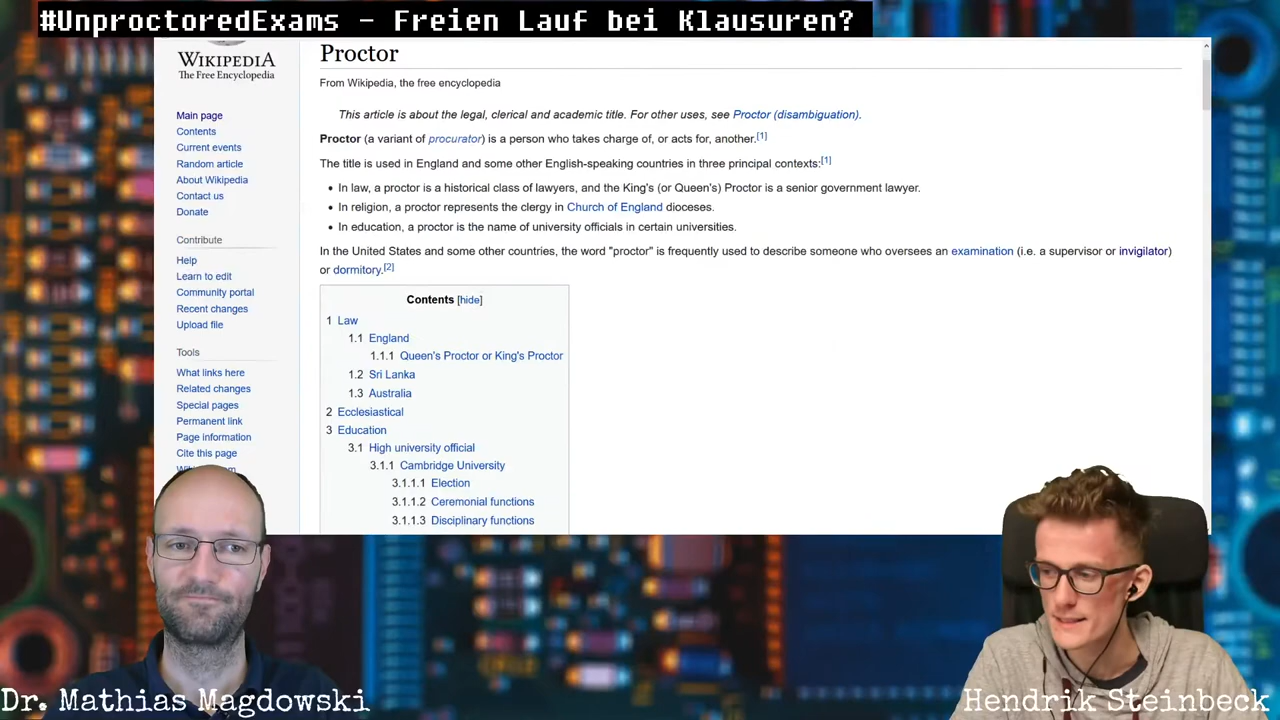 #UnproctoredExams - Freien Lauf bei Klausuren?
WIKIPEDIA
The Free Encyclopedia
Main page
Contents
Current events
Random article
About Wikipedia
Contact us
Donate
Contribute
Help
Learn to edit
Community portal
Recent changes
Upload file
Tools
What links here
Related changes
Special pages
Permanent link
Page information
Cite this page
Proctor
From Wikipedia, the free encyclopedia
This article is about the legal, clerical and academic title. For other uses, see Proctor (disambiguation).
Proctor (a variant of procurator) is a person who takes charge of, or acts for, another.[1]
The title is used in England and some other English-speaking countries in three principal contexts:[1]
• In law, a proctor is a historical class of lawyers, and the King's (or Queen's) Proctor is a senior government lawyer.
• In religion, a proctor represents the clergy in Church of England dioceses.
• In education, a proctor is the name of university officials in certain universities.
In the United States and some other countries, the word "proctor" is frequently used to describe someone who oversees an examination (i.e. a supervisor or invigilator)
or dormitory.[2]
Contents [hide]
1 Law
1.1 England
1.1.1 Queen's Proctor or King's Proctor
1.2 Sri Lanka
1.3 Australia
2 Ecclesiastical
3 Education
3.1 High university official
3.1.1 Cambridge University
3.1.1.1 Election
3.1.1.2 Ceremonial functions
3.1.1.3 Disciplinary functions
Dr. Mathias Magdowski
Hendrik Steinbeck